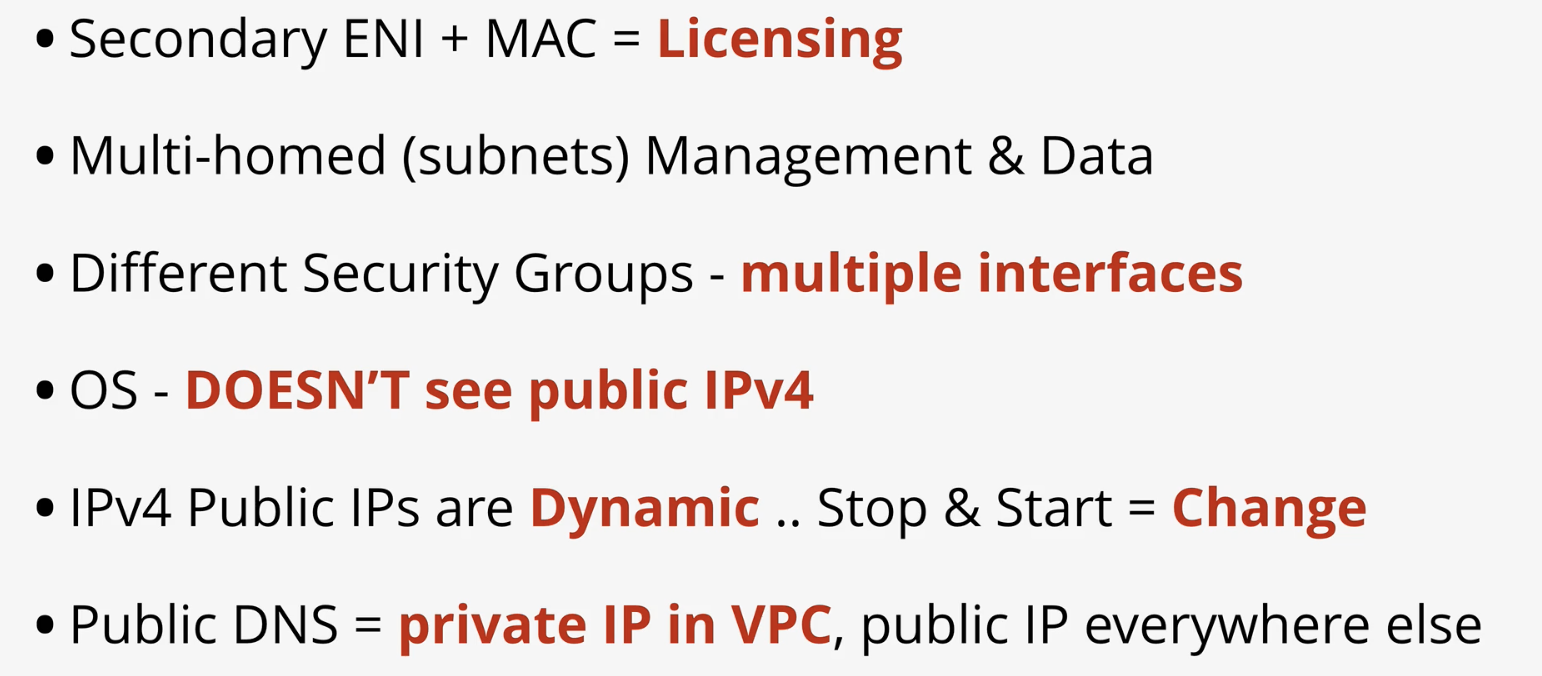 • Secondary ENI + MAC = Licensing
• Multi-homed (subnets) Management & Data
• Different Security Groups - multiple interfaces
• OS - DOESN’T see public IPv4
• IPv4 Public IPs are Dynamic .. Stop & Start = Change
• Public DNS = private IP in VPC, public IP everywhere else